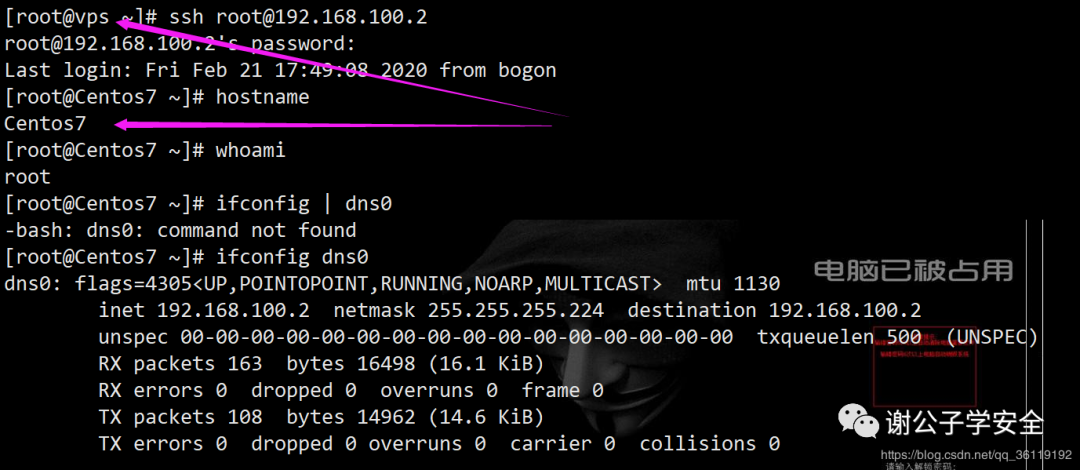 [root@vps ~]# ssh root@192.168.100.2
root@192.168.100.2's password:
Last login: Fri Feb 21 17:49:08 2020 from bogon
[root@Centos7 ~]# hostname
Centos7
[root@Centos7 ~]# whoami
root
[root@Centos7 ~]# ifconfig | dns0
-bash: dns0: command not found
[root@Centos7 ~]# ifconfig dns0
dns0: flags=4305<UP,POINTOPOINT,RUNNING,NOARP,MULTICAST>  mtu 1130
电脑已被占用
inet 192.168.100.2  netmask 255.255.255.224  destination 192.168.100.2
unspec 00-00-00-00-00-00-00-00-00-00-00-00-00-00-00-00  txqueuelen 500  (UNSPEC)
RX packets 163  bytes 16498 (16.1 KiB)
RX errors 0  dropped 0  overruns 0  frame 0
TX packets 108  bytes 14962 (14.6 KiB)
TX errors 0  dropped 0 overruns 0  carrier 0  collisions 0
谢公子学安全
https://blog.csdn.net/qq_36119192
请输入解锁密码: